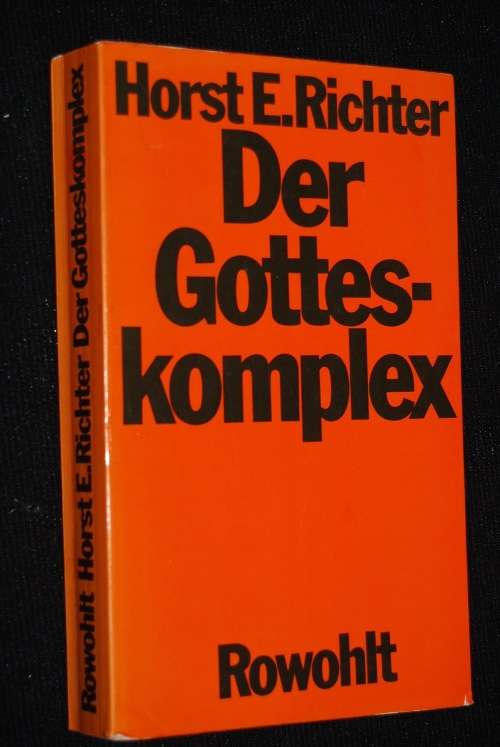 Horst E. Richter
Der
Gottes-
komplex
Rowohlt
Rowohlt Horst E. Richter Der Gotteskomplex